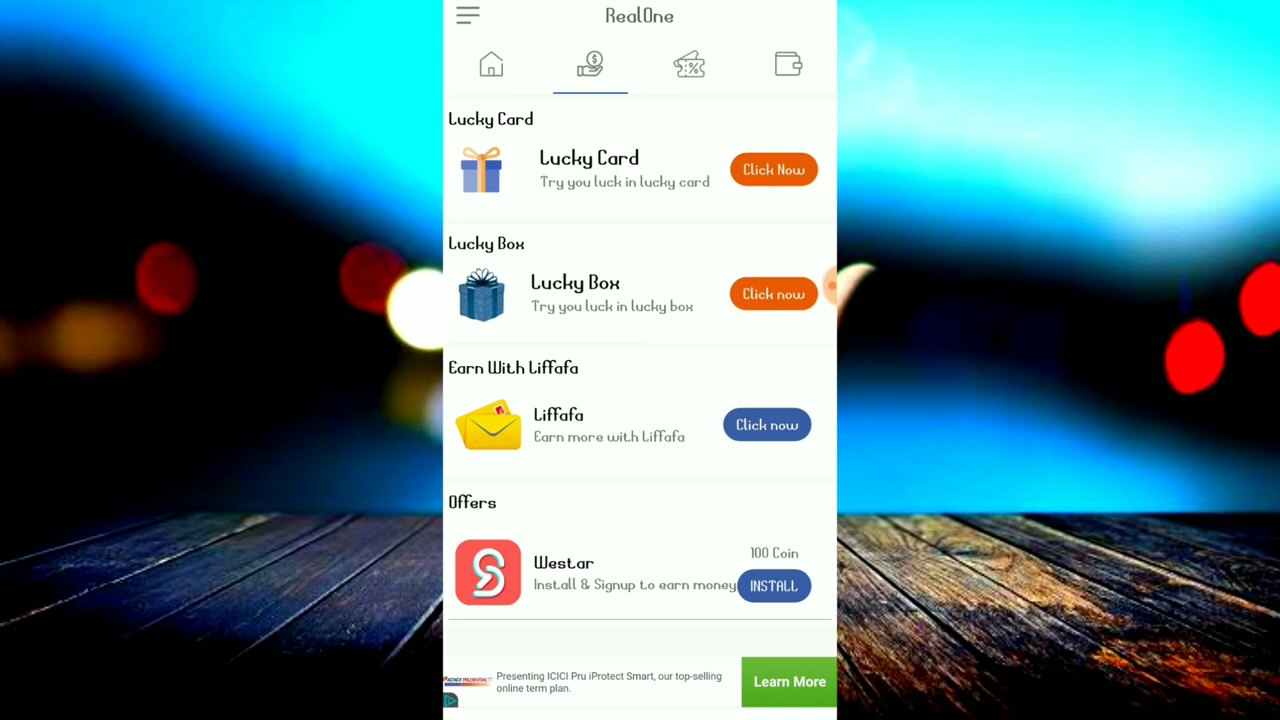 RealOne
Lucky Card
Lucky Card
Try you luck in lucky card
Click Now
Lucky Box
Lucky Box
Try you luck in lucky box
Click now
Earn With Liffafa
Liffafa
Earn more with Liffafa
Click now
Offers
Westar
Install & Signup to earn money
100 Coin
INSTALL
ICICI PRUDENTIAL
Presenting ICICI Pru iProtect Smart, our top-selling
online term plan.
Learn More